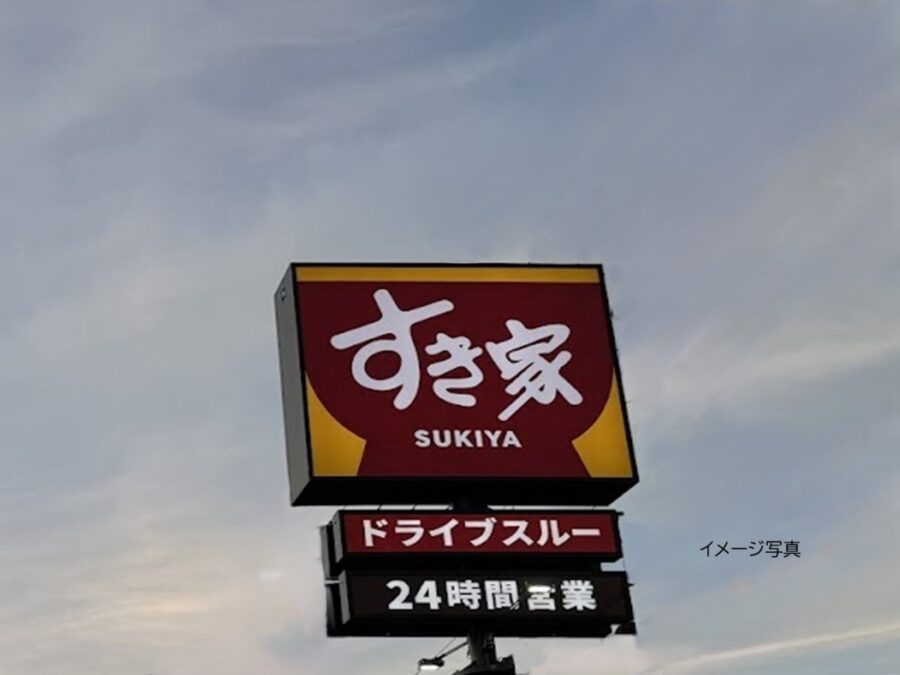 すき家
SUKIYA
ドライブスルー
24時間営業
イメージ写真